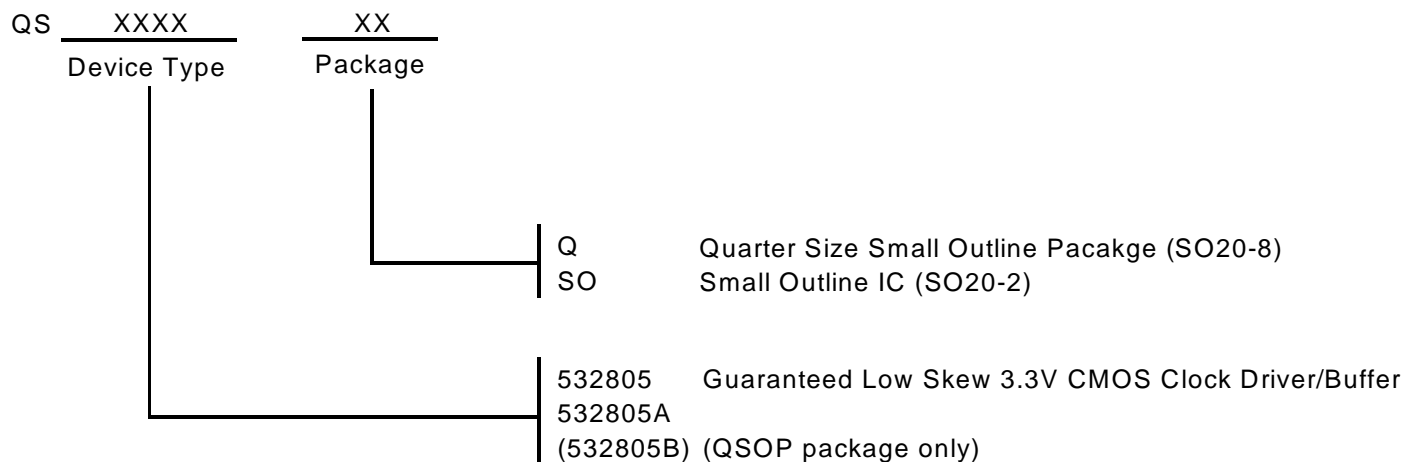 QS XXXX XX
Device Type Package
Q Quarter Size Small Outline Pacakge (SO20-8)
SO Small Outline IC (SO20-2)
532805 Guaranteed Low Skew 3.3V CMOS Clock Driver/Buffer
532805A
(532805B) (QSOP package only)